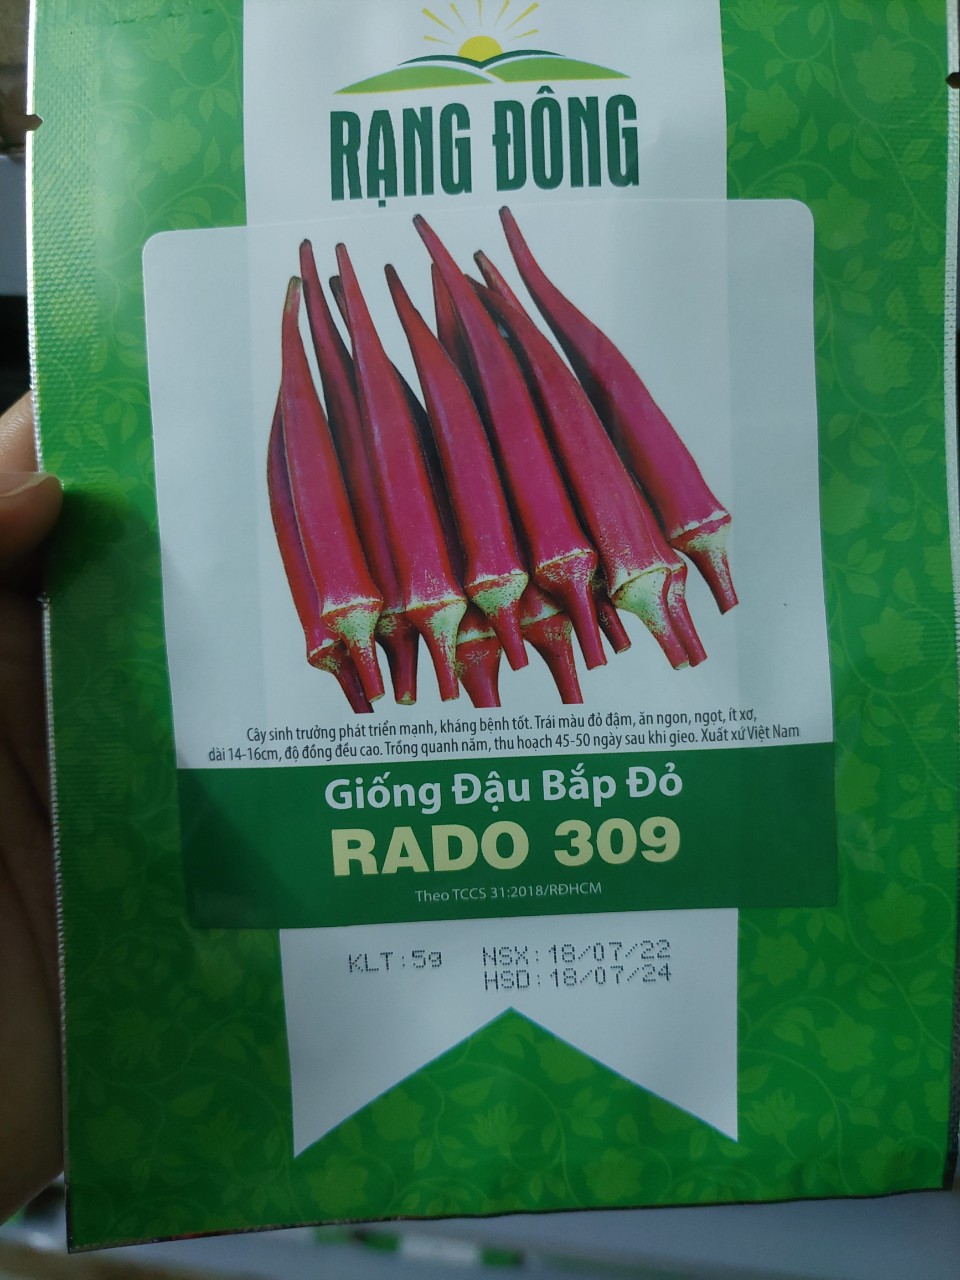 RẠNG ĐÔNG
Cây sinh trưởng phát triển mạnh, kháng bệnh tốt. Trái màu đỏ đậm, ăn ngon, ngọt, ít xơ,
dài 14-16cm, độ đồng đều cao. Trồng quanh năm, thu hoạch 45-50 ngày sau khi gieo. Xuất xứ Việt Nam
Giống Đậu Bắp Đỏ
RADO 309
Theo TCCS 31:2018/RĐHCM
KLT:5g NSX:18/07/22
HSD:18/07/24